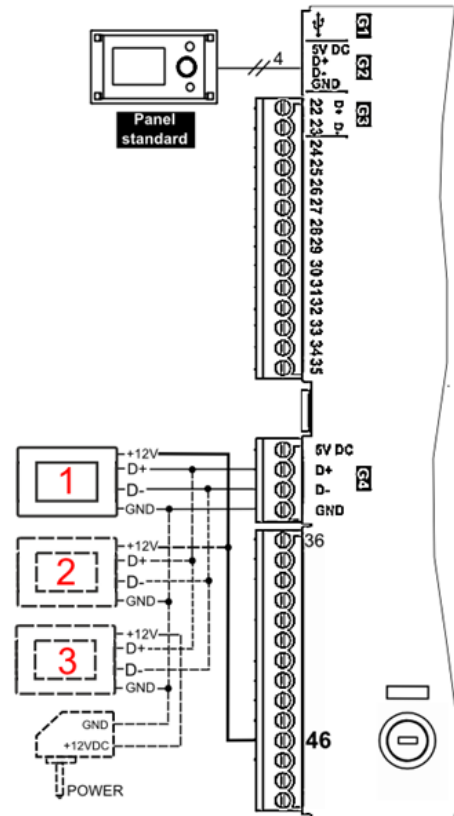 G1
5V DC
D+
D-
GND
G2
4
Panel
standard
22 D+
23 D-
G3
24
25
26
27
28
29
30
31
32
33
34
35
5V DC
D+
D-
GND
G4
1
+12V
D+
D-
GND
36
2
+12V
D+
D-
GND
3
+12V
D+
D-
GND
46
GND
+12VDC
POWER